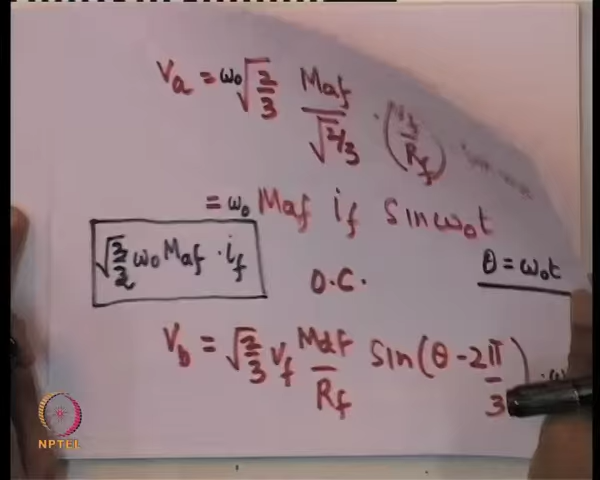 Va = ω₀ √(2/3) Maf / √(2/3) · (Vf / Rf)
= ω₀ Maf if Sin ω₀t
√(3/2) ω₀ Maf · if
O.C.
θ = ω₀t
Vb = √(2/3) Vf Mdf / Rf Sin(θ - 2π/3) · ω
NPTEL